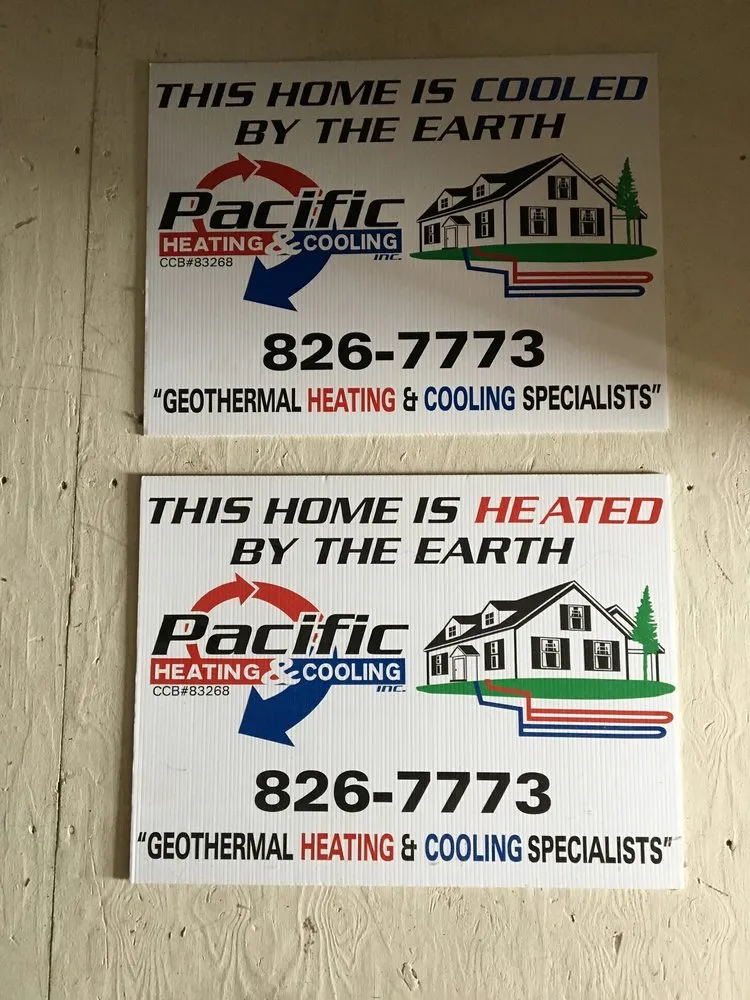 THIS HOME IS COOLED
BY THE EARTH
Pacific
HEATING & COOLING
INC.
CCB#83268
826-7773
"GEOTHERMAL HEATING & COOLING SPECIALISTS"
THIS HOME IS HEATED
BY THE EARTH
Pacific
HEATING & COOLING
INC.
CCB#83268
826-7773
"GEOTHERMAL HEATING & COOLING SPECIALISTS"